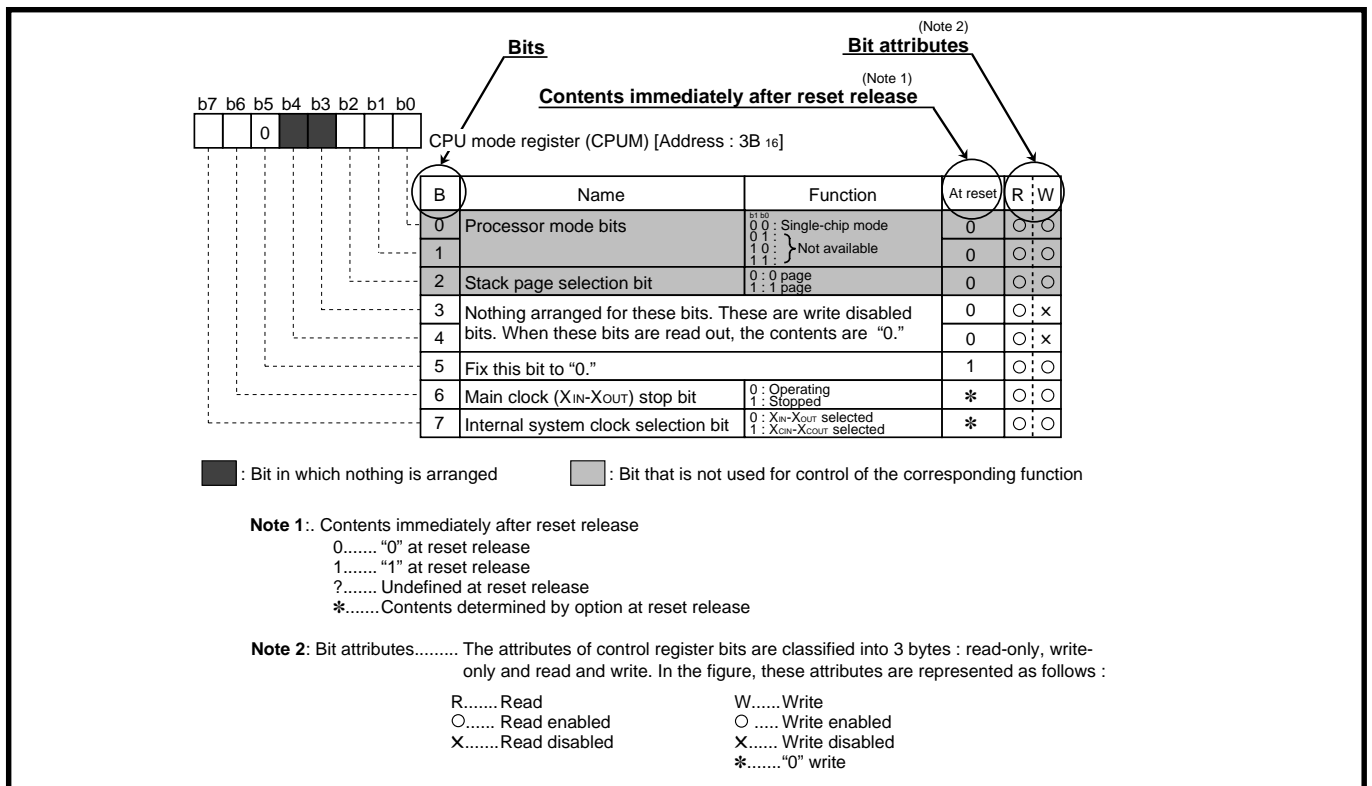 (Note 2)
Bits
Bit attributes
(Note 1)
Contents immediately after reset release
b7 b6 b5 b4 b3 b2 b1 b0
0
CPU mode register (CPUM) [Address : 3B 16]
B Name Function At reset R W
0 Processor mode bits b1 b0 0 0 : Single-chip mode 0 ○ ○
0 1 :
1 1 0 : } Not available 0 ○ ○
1 1 :
2 Stack page selection bit 0 : 0 page 0 ○ ○
1 : 1 page
3 Nothing arranged for these bits. These are write disabled 0 ○ ×
4 bits. When these bits are read out, the contents are “0.” 0 ○ ×
5 Fix this bit to “0.” 1 ○ ○
6 Main clock (XIN-XOUT) stop bit 0 : Operating ✻ ○ ○
1 : Stopped
7 Internal system clock selection bit 0 : XIN-XOUT selected ✻ ○ ○
1 : XCIN-XCOUT selected
: Bit in which nothing is arranged : Bit that is not used for control of the corresponding function
Note 1:. Contents immediately after reset release
0....... “0” at reset release
1....... “1” at reset release
?....... Undefined at reset release
✻.......Contents determined by option at reset release
Note 2: Bit attributes......... The attributes of control register bits are classified into 3 bytes : read-only, write-
only and read and write. In the figure, these attributes are represented as follows :
R.......Read W......Write
○...... Read enabled ○ ..... Write enabled
×.......Read disabled ×...... Write disabled
✻.......“0” write